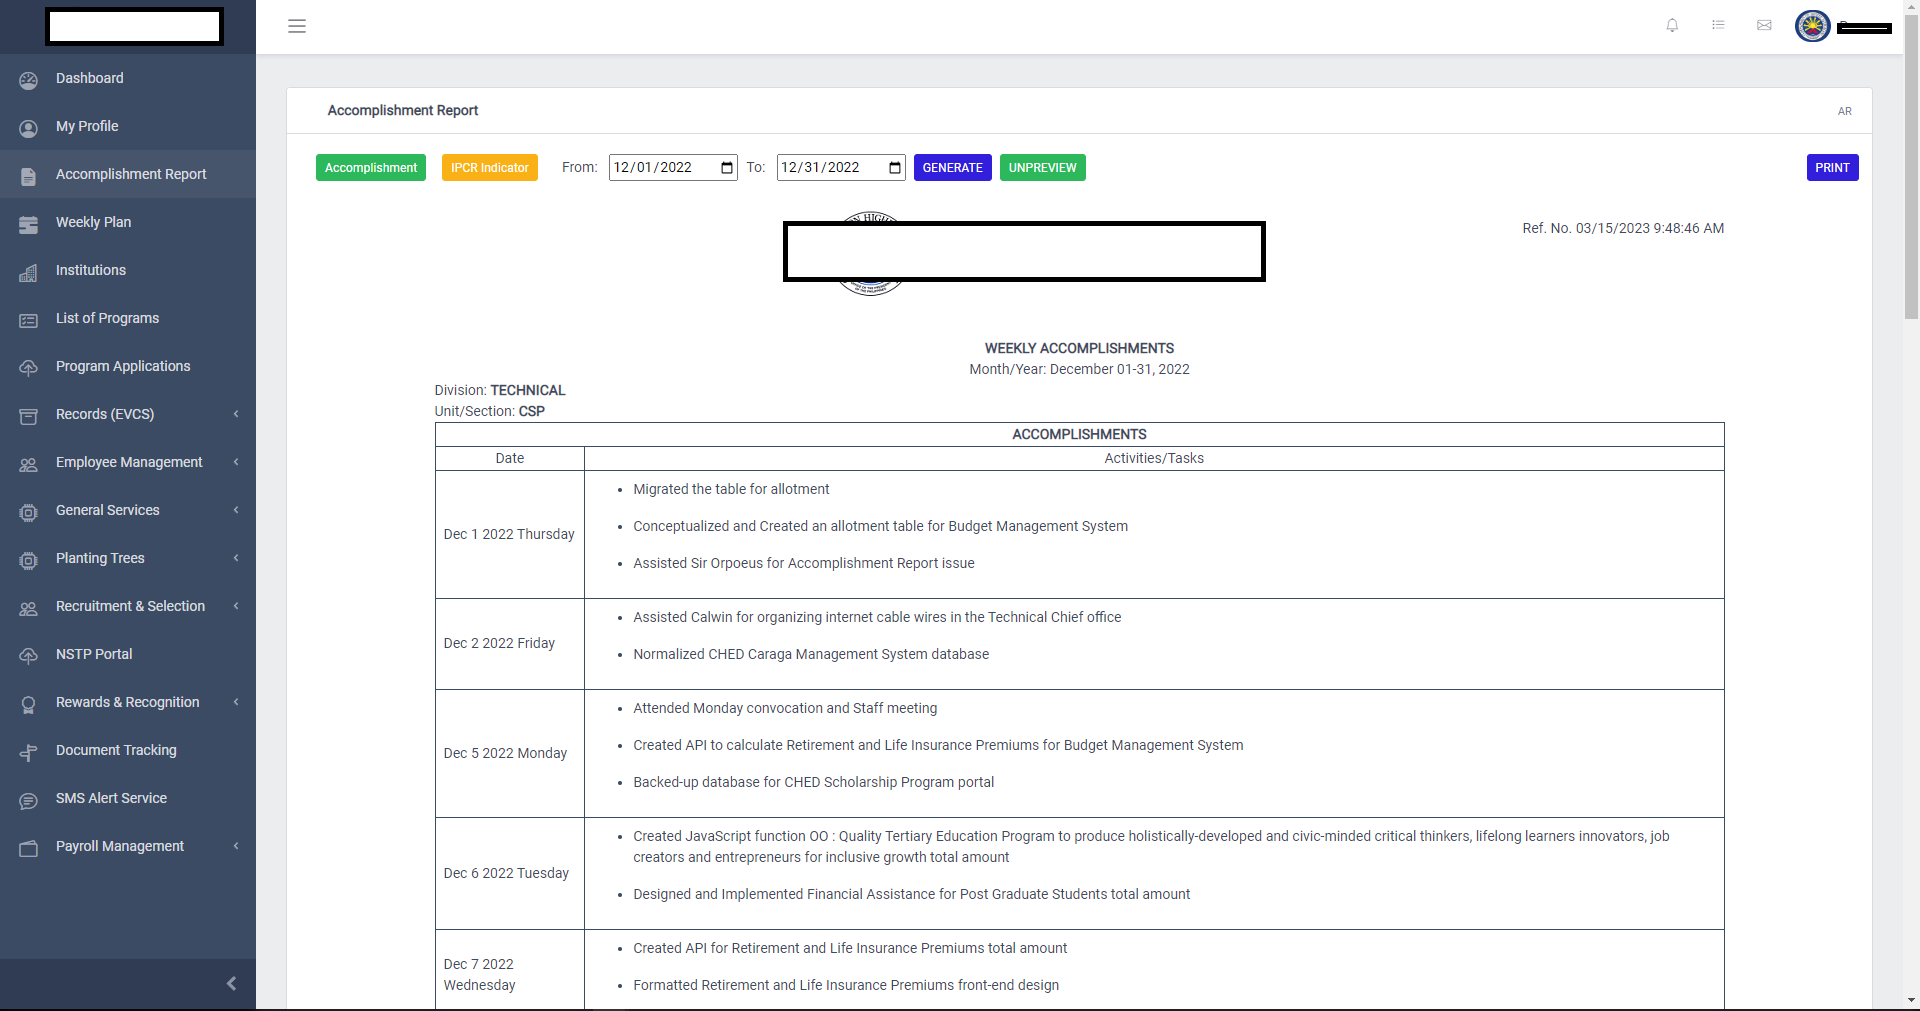 Dashboard
My Profile
Accomplishment Report
Weekly Plan
Institutions
List of Programs
Program Applications
Records (EVCS)
Employee Management
General Services
Planting Trees
Recruitment & Selection
NSTP Portal
Rewards & Recognition
Document Tracking
SMS Alert Service
Payroll Management
Accomplishment Report
AR
Accomplishment IPCR Indicator From: 12/01/2022 To: 12/31/2022 GENERATE UNPREVIEW PRINT
Ref. No. 03/15/2023 9:48:46 AM
WEEKLY ACCOMPLISHMENTS
Month/Year: December 01-31, 2022
Division: TECHNICAL
Unit/Section: CSP
ACCOMPLISHMENTS
Date Activities/Tasks
Dec 1 2022 Thursday
• Migrated the table for allotment
• Conceptualized and Created an allotment table for Budget Management System
• Assisted Sir Orpoeus for Accomplishment Report issue
Dec 2 2022 Friday
• Assisted Calwin for organizing internet cable wires in the Technical Chief office
• Normalized CHED Caraga Management System database
Dec 5 2022 Monday
• Attended Monday convocation and Staff meeting
• Created API to calculate Retirement and Life Insurance Premiums for Budget Management System
• Backed-up database for CHED Scholarship Program portal
Dec 6 2022 Tuesday
• Created JavaScript function OO : Quality Tertiary Education Program to produce holistically-developed and civic-minded critical thinkers, lifelong learners innovators, job
creators and entrepreneurs for inclusive growth total amount
• Designed and Implemented Financial Assistance for Post Graduate Students total amount
Dec 7 2022
Wednesday
• Created API for Retirement and Life Insurance Premiums total amount
• Formatted Retirement and Life Insurance Premiums front-end design